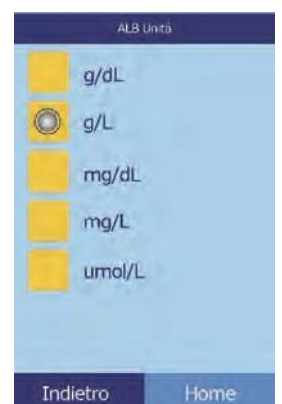 ALB Unità
g/dL
g/L
mg/dL
mg/L
umol/L
Indietro Home